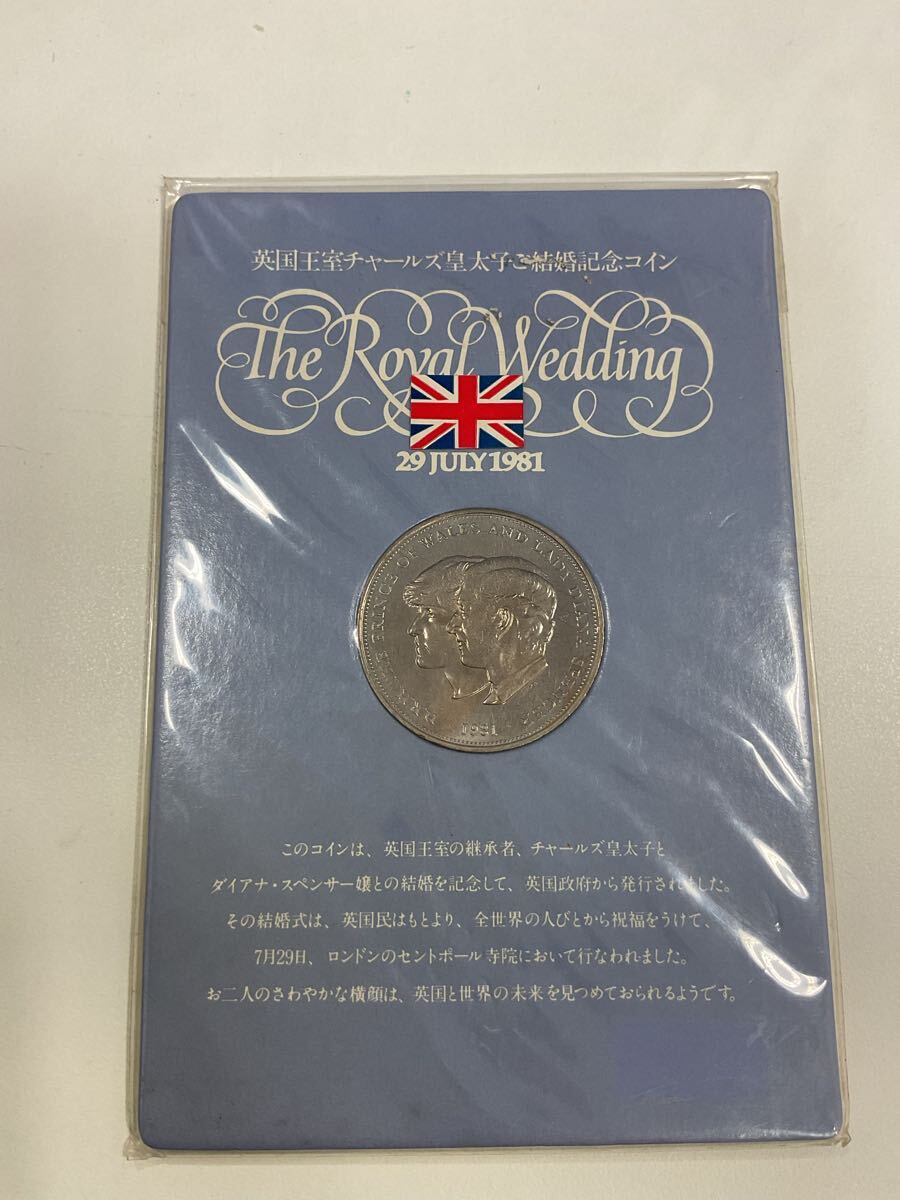 英国王室チャールズ皇太子ご結婚記念コイン
The Royal Wedding
29 JULY 1981
H.R.H. THE PRINCE OF WALES AND LADY DIANA SPENCER
1981
このコインは、英国王室の継承者、チャールズ皇太子と
ダイアナ・スペンサー嬢との結婚を記念して、英国政府から発行されました。
その結婚式は、英国民はもとより、全世界の人びとから祝福をうけて、
7月29日、ロンドンのセントポール寺院において行なわれました。
お二人のさわやかな横顔は、英国と世界の未来を見つめておられるようです。